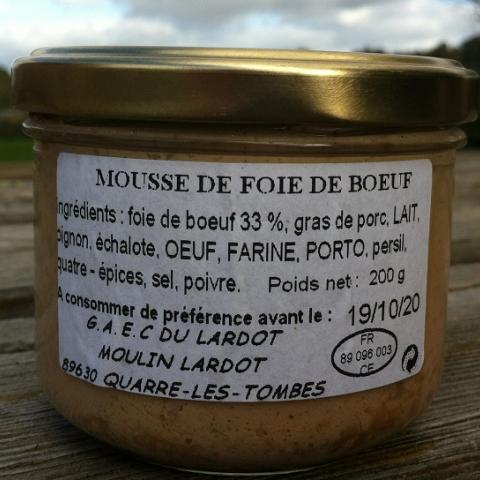 MOUSSE DE FOIE DE BOEUF
ngrédients : foie de boeuf 33 %, gras de porc, LAIT,
oignon, échalote, OEUF, FARINE, PORTO, persil,
quatre - épices, sel, poivre. Poids net : 200 g
A consommer de préférence avant le : 19/10/20
G.A.E.C DU LARDOT
MOULIN LARDOT
89630 QUARRE-LES-TOMBES
FR
89 096 003
CE